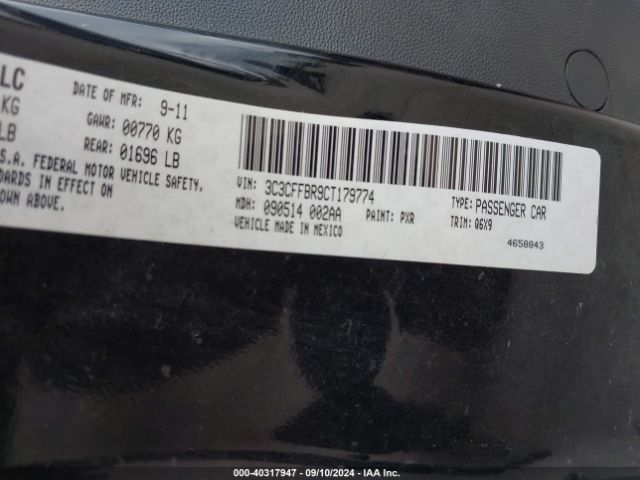 LC DATE OF MFR: 9-11
KG GAWR: 00770 KG
LB REAR: 01696 LB
S.A. FEDERAL MOTOR VEHICLE SAFETY,
DARDS IN EFFECT ON
OWN ABOVE.
VIN: 3C3CFFBR9CT179774
MDH: 090514 002AA PAINT: PXR
VEHICLE MADE IN MEXICO
TYPE: PASSENGER CAR
TRIM: Q6X9
4658843
000-40317947 - 09/10/2024 - IAA Inc.